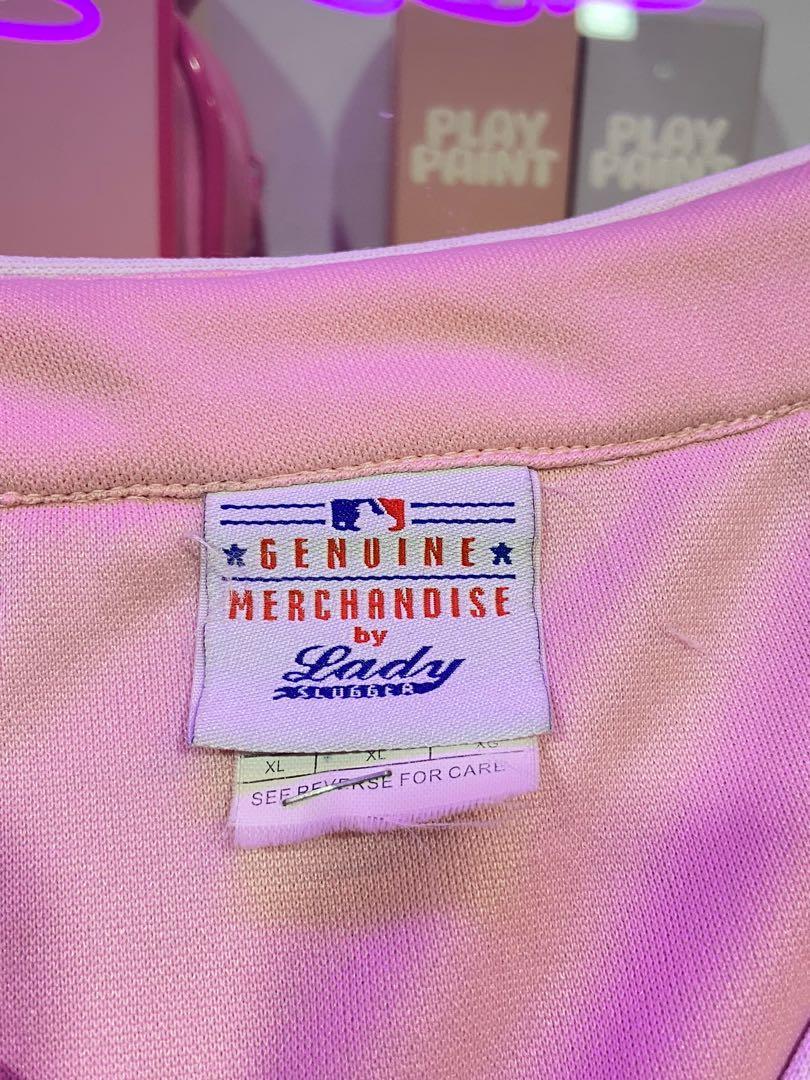 PLAY
PAINT
PLAY
PAINT
GENUINE
MERCHANDISE
by
Lady
SLUGGER
XL XL XG
SEE REVERSE FOR CARE